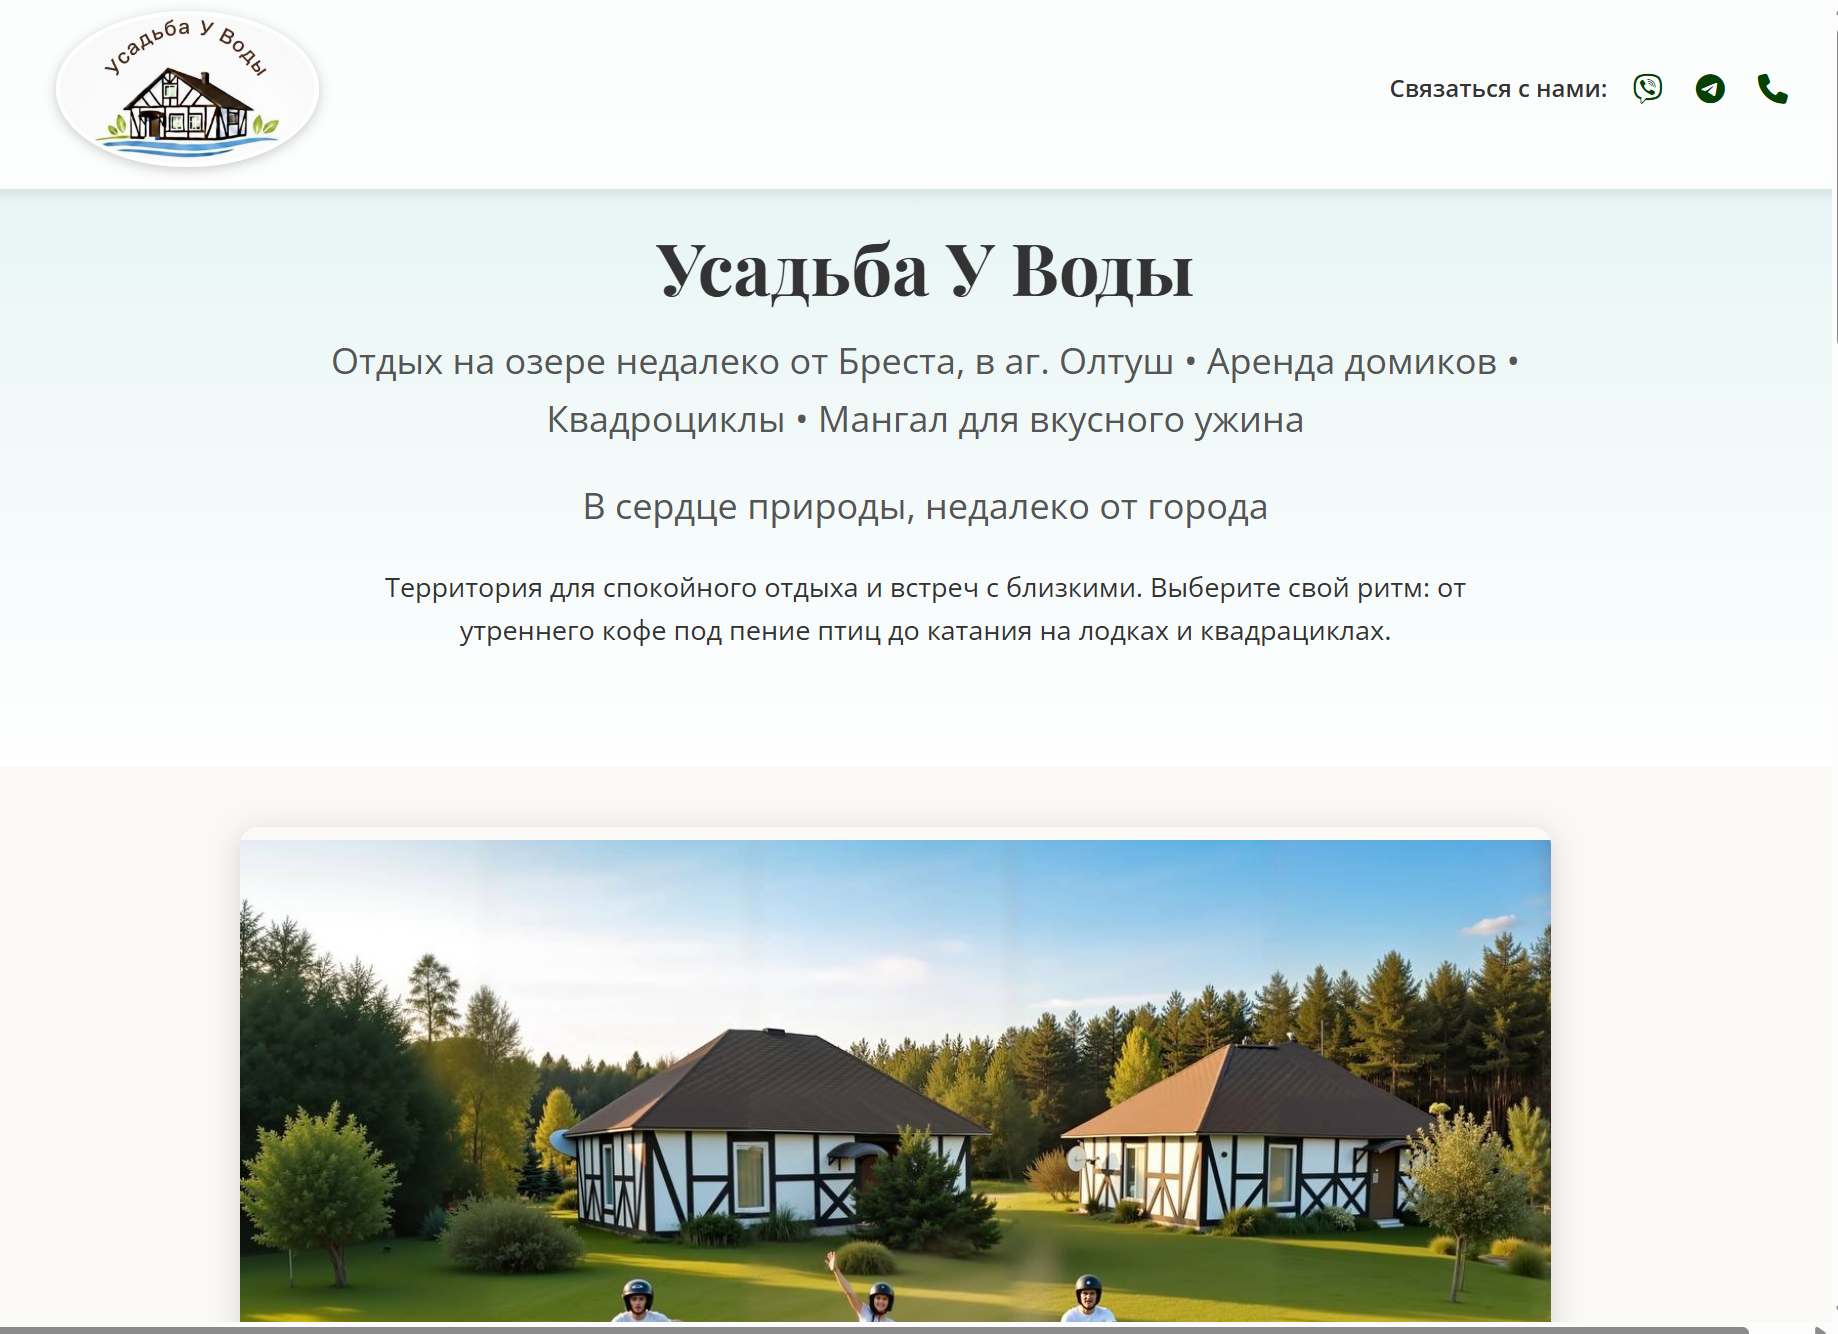 Усадьба У Воды
Связаться с нами:
Усадьба У Воды
Отдых на озере недалеко от Бреста, в аг. Олтуш • Аренда домиков •
Квадроциклы • Мангал для вкусного ужина
В сердце природы, недалеко от города
Территория для спокойного отдыха и встреч с близкими. Выберите свой ритм: от
утреннего кофе под пение птиц до катания на лодках и квадрациклах.